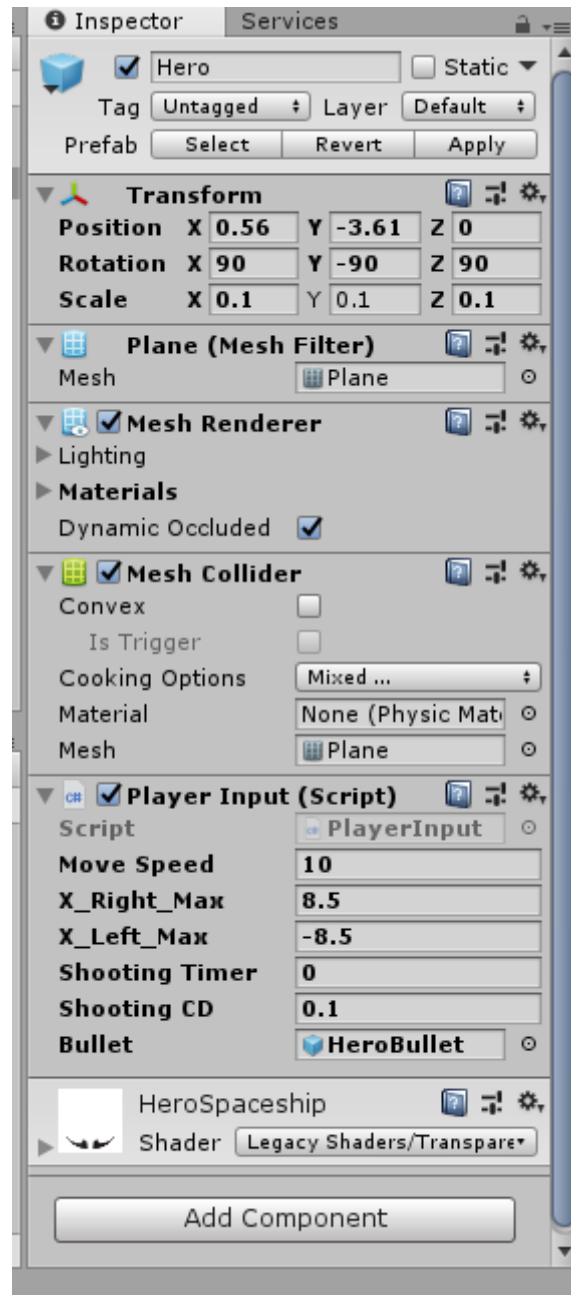 Inspector Services
Hero Static
Tag Untagged Layer Default
Prefab Select Revert Apply
Transform
Position X 0.56 Y -3.61 Z 0
Rotation X 90 Y -90 Z 90
Scale X 0.1 Y 0.1 Z 0.1
Plane (Mesh Filter)
Mesh Plane
Mesh Renderer
Lighting
Materials
Dynamic Occluded
Mesh Collider
Convex
Is Trigger
Cooking Options Mixed ...
Material None (Physic Mat
Mesh Plane
c# Player Input (Script)
Script PlayerInput
Move Speed 10
X_Right_Max 8.5
X_Left_Max -8.5
Shooting Timer 0
Shooting CD 0.1
Bullet HeroBullet
HeroSpaceship
Shader Legacy Shaders/Transpare
Add Component